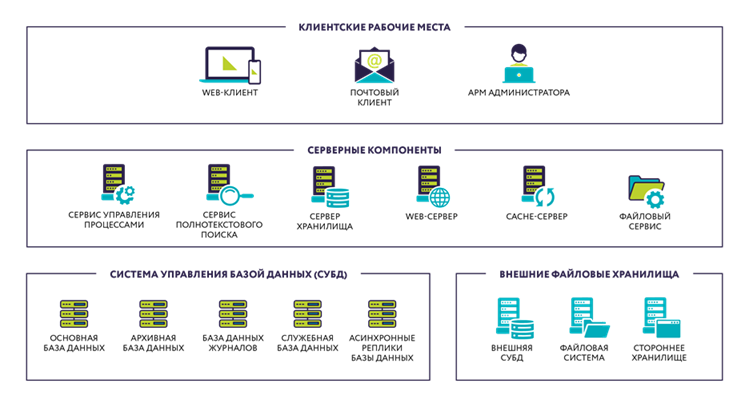 КЛИЕНТСКИЕ РАБОЧИЕ МЕСТА
@
WEB-КЛИЕНТ
ПОЧТОВЫЙ
КЛИЕНТ
АРМ АДМИНИСТРАТОРА
СЕРВЕРНЫЕ КОМПОНЕНТЫ
СЕРВИС УПРАВЛЕНИЯ
ПРОЦЕССАМИ
СЕРВИС
ПОЛНОТЕКСТОВОГО
ПОИСКА
СЕРВЕР
ХРАНИЛИЩА
WEB-СЕРВЕР
CACHE-СЕРВЕР
ФАЙЛОВЫЙ
СЕРВИС
СИСТЕМА УПРАВЛЕНИЯ БАЗОЙ ДАННЫХ (СУБД)
ОСНОВНАЯ
БАЗА ДАННЫХ
АРХИВНАЯ
БАЗА ДАННЫХ
БАЗА ДАННЫХ
ЖУРНАЛОВ
СЛУЖЕБНАЯ
БАЗА ДАННЫХ
АСИНХРОННЫЕ
РЕПЛИКИ
БАЗЫ ДАННЫХ
ВНЕШНИЕ ФАЙЛОВЫЕ ХРАНИЛИЩА
ВНЕШНЯЯ
СУБД
ФАЙЛОВАЯ
СИСТЕМА
СТОРОННЕЕ
ХРАНИЛИЩЕ